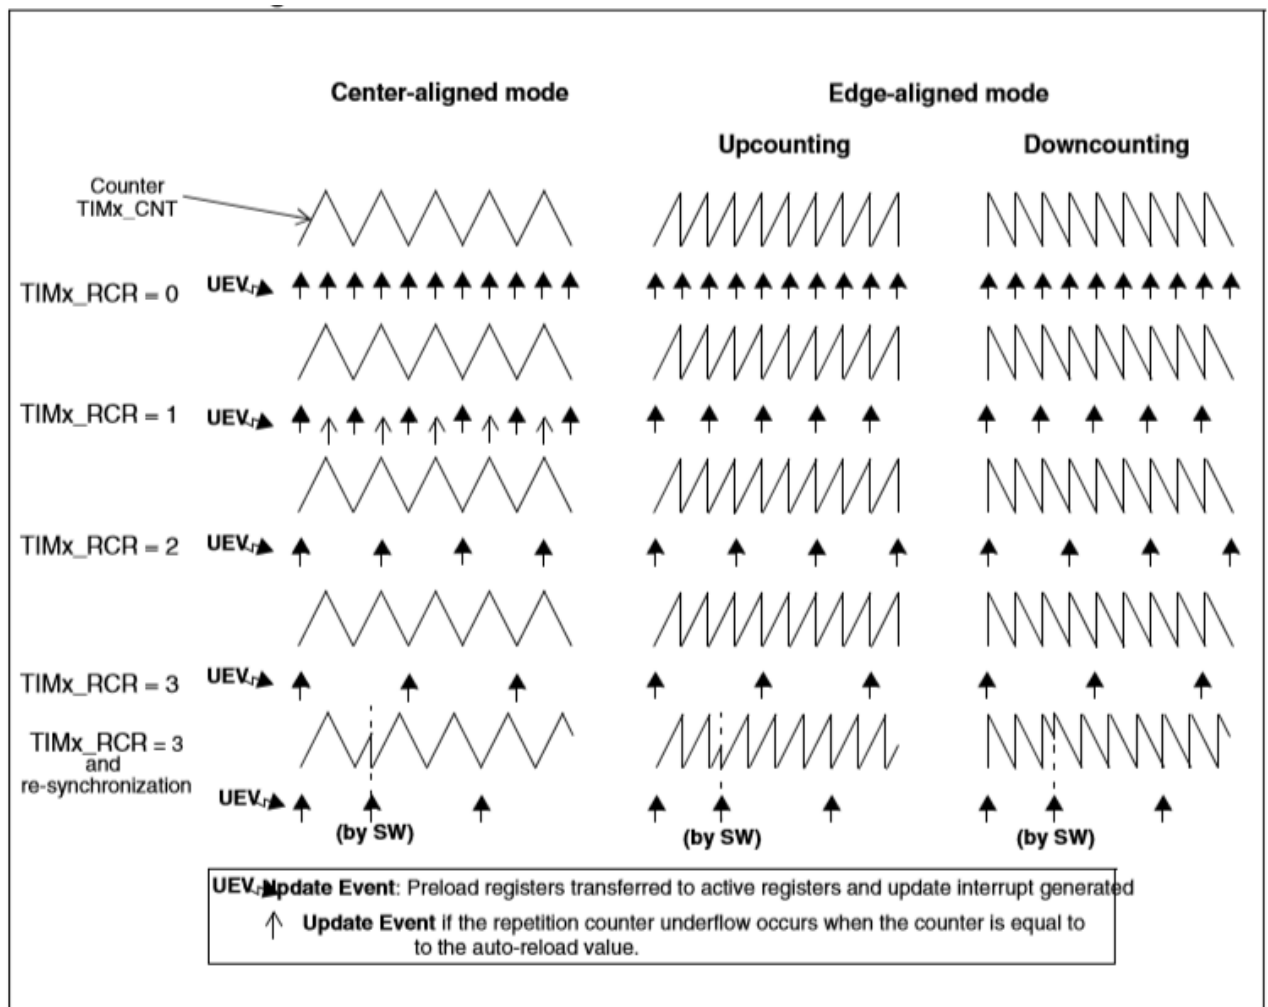 Center-aligned mode
Edge-aligned mode
Upcounting
Downcounting
Counter
TIMx_CNT
TIMx_RCR = 0
UEV
TIMx_RCR = 1
UEV
TIMx_RCR = 2
UEV
TIMx_RCR = 3
UEV
TIMx_RCR = 3
and
re-synchronization
UEV
(by SW)
(by SW)
(by SW)
UEV Update Event: Preload registers transferred to active registers and update interrupt generated
Update Event if the repetition counter underflow occurs when the counter is equal to
to the auto-reload value.